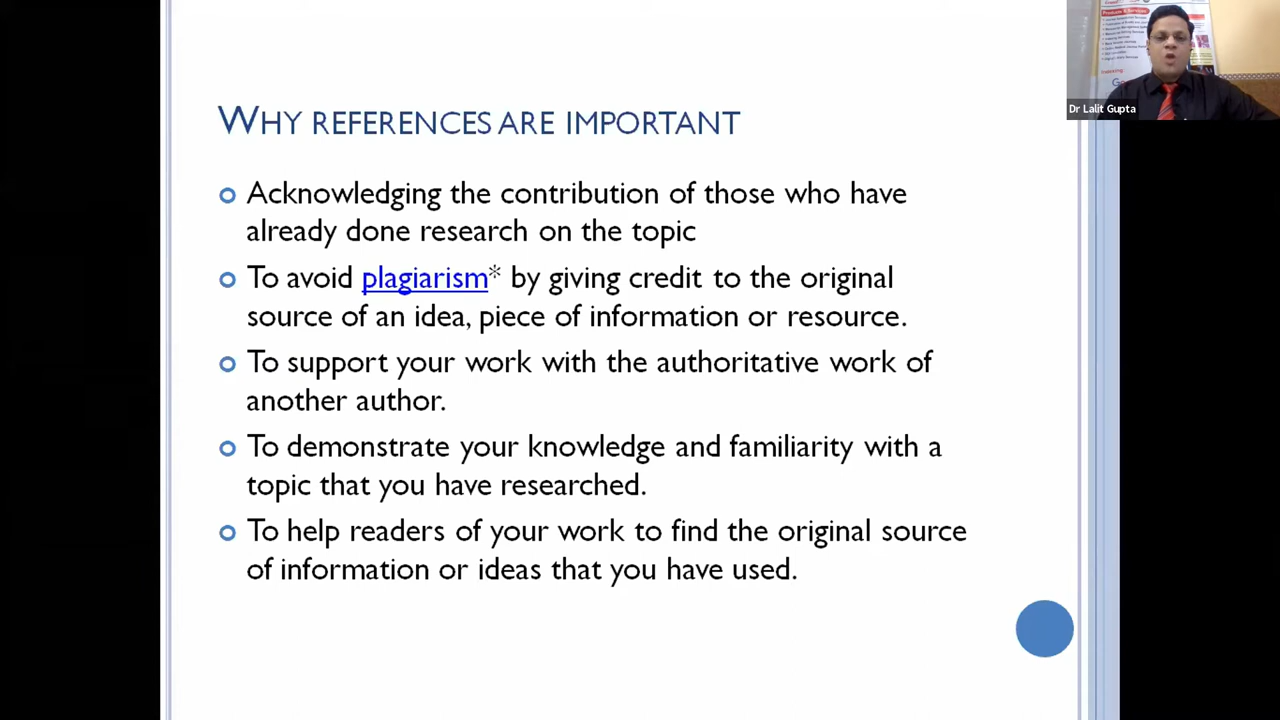 WHY REFERENCES ARE IMPORTANT
Acknowledging the contribution of those who have
already done research on the topic
To avoid plagiarism* by giving credit to the original
source of an idea, piece of information or resource.
To support your work with the authoritative work of
another author.
To demonstrate your knowledge and familiarity with a
topic that you have researched.
To help readers of your work to find the original source
of information or ideas that you have used.
Products & Services
Dr Lalit Gupta